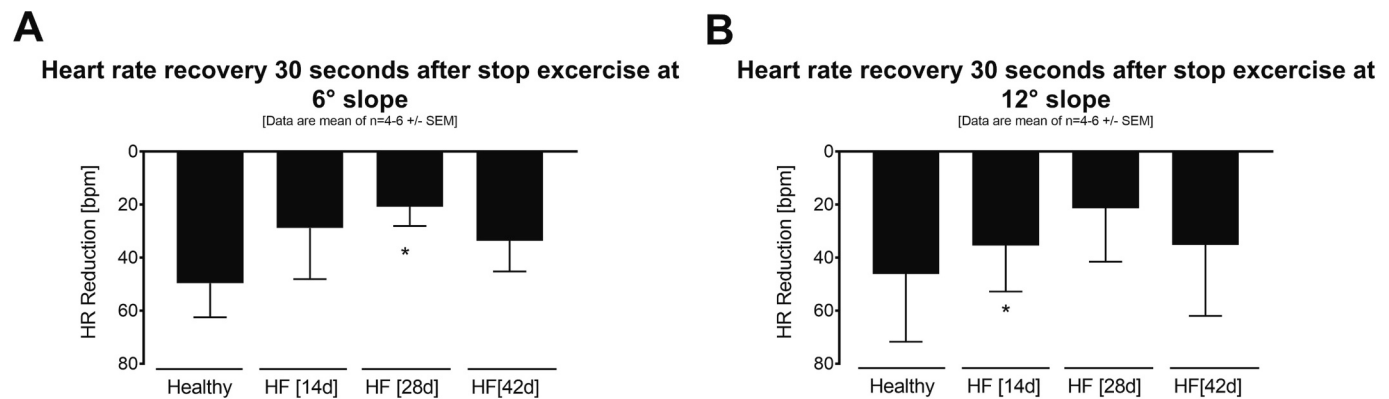 A
Heart rate recovery 30 seconds after stop excercise at
6° slope
[Data are mean of n=4-6 +/- SEM]
HR Reduction [bpm]
0
20
40
60
80
*
Healthy
HF [14d]
HF [28d]
HF[42d]
B
Heart rate recovery 30 seconds after stop excercise at
12° slope
[Data are mean of n=4-6 +/- SEM]
HR Reduction [bpm]
0
20
40
60
80
*
Healthy
HF [14d]
HF [28d]
HF[42d]